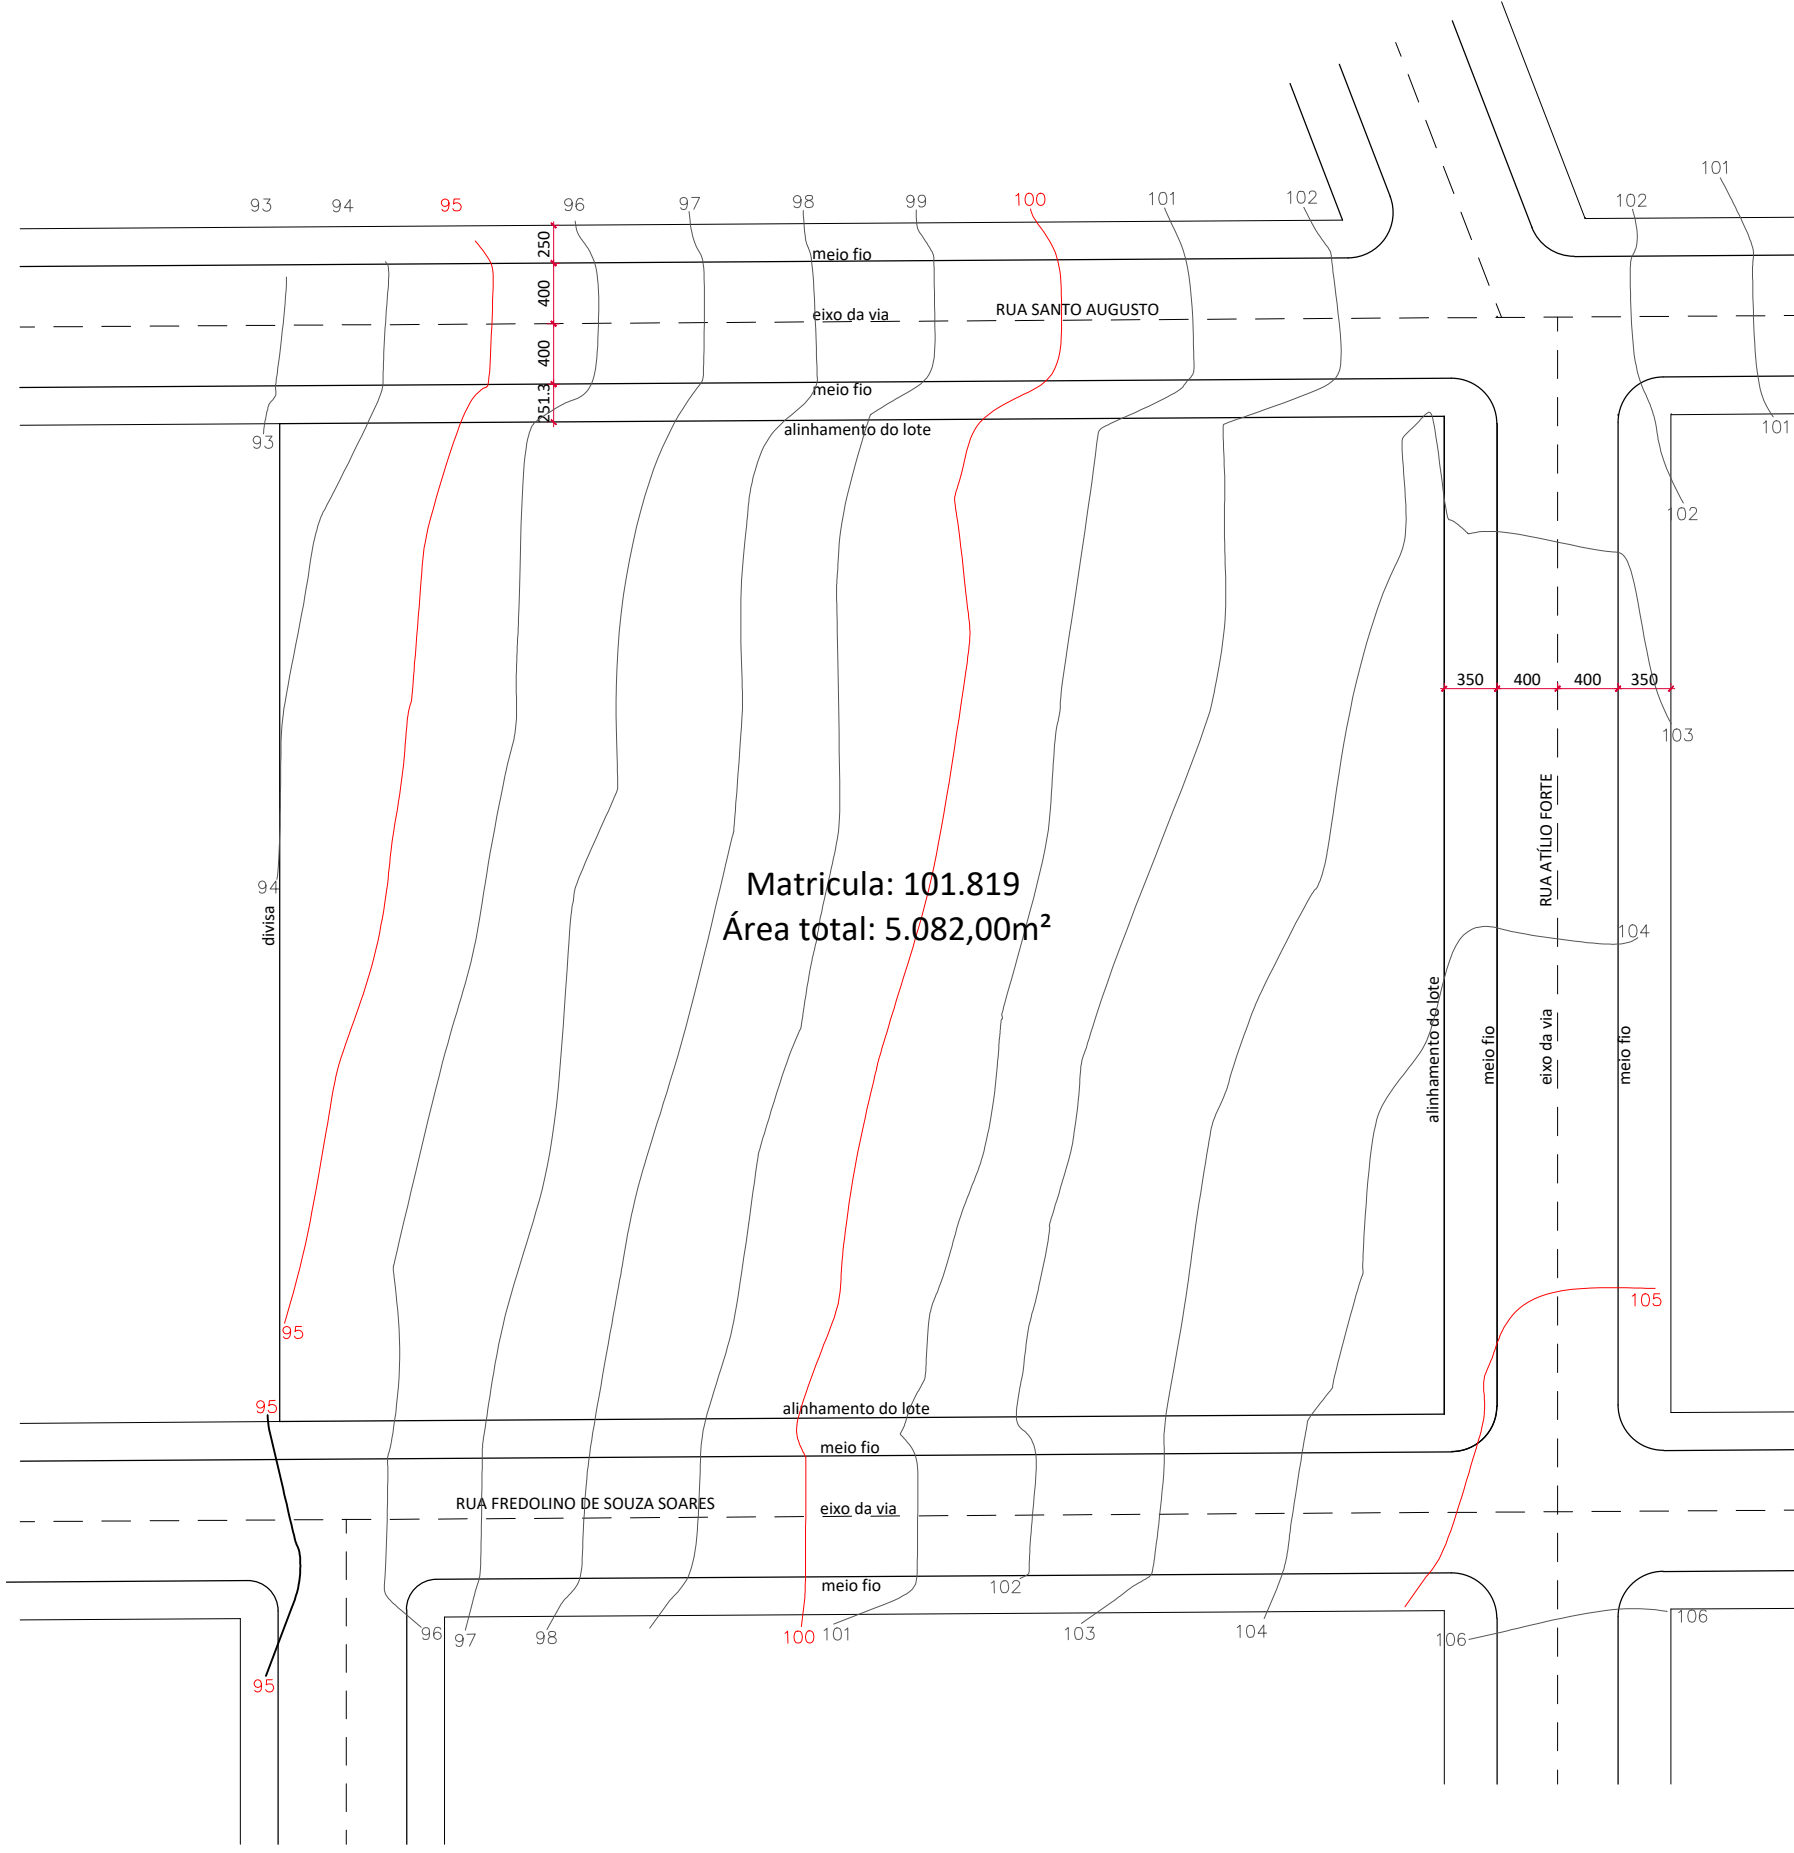 101
93 94 95 96 97 98 99 100 101 102 102
250
meio fio
400
eixo da via
RUA SANTO AUGUSTO
400
meio fio
251.3
alinhamento do lote
93
101
102
350 400 400 350
103
RUA ATÍLIO FORTE
Matricula: 101.819
Área total: 5.082,00m²
94
divisa
104
alinhamento do lote
meio fio
eixo da via
meio fio
105
95
95
alinhamento do lote
meio fio
RUA FREDOLINO DE SOUZA SOARES
eixo da via
meio fio
102
96 97 98 100 101 103 104 106 106
95